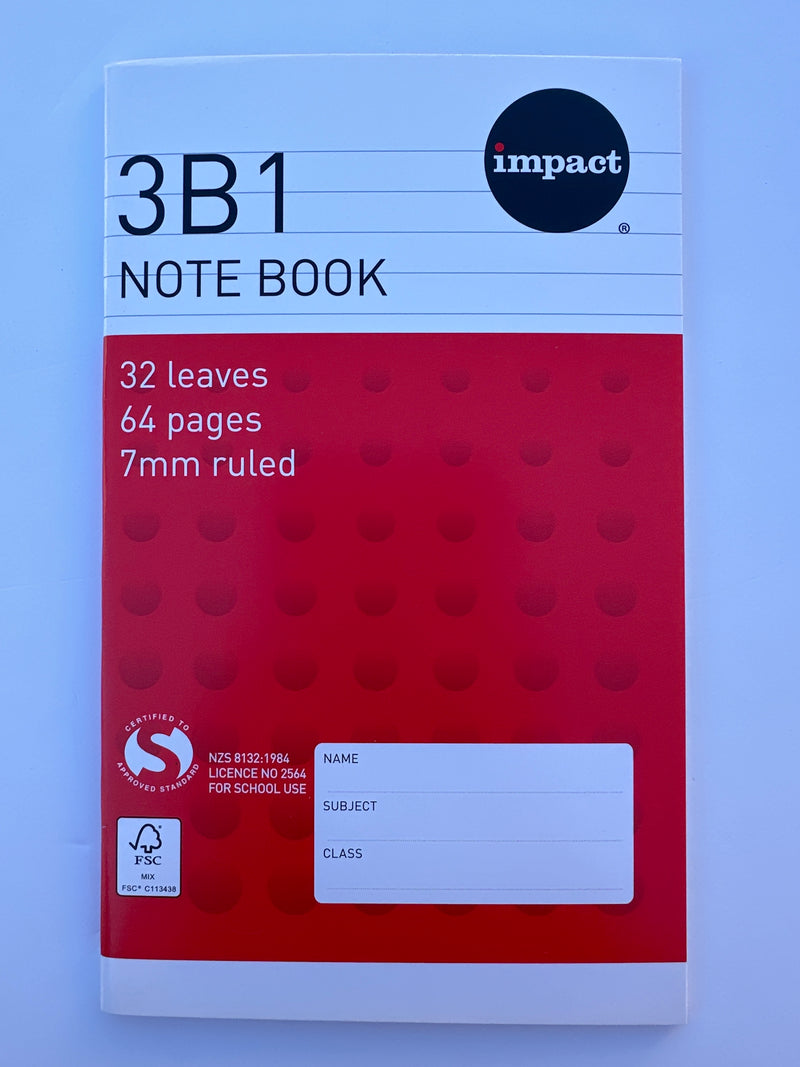 impact
®
3B1
NOTE BOOK
32 leaves
64 pages
7mm ruled
CERTIFIED TO
APPROVED STANDARD
NZS 8132:1984
LICENCE NO 2564
FOR SCHOOL USE
FSC
MIX
FSC® C113438
NAME
SUBJECT
CLASS